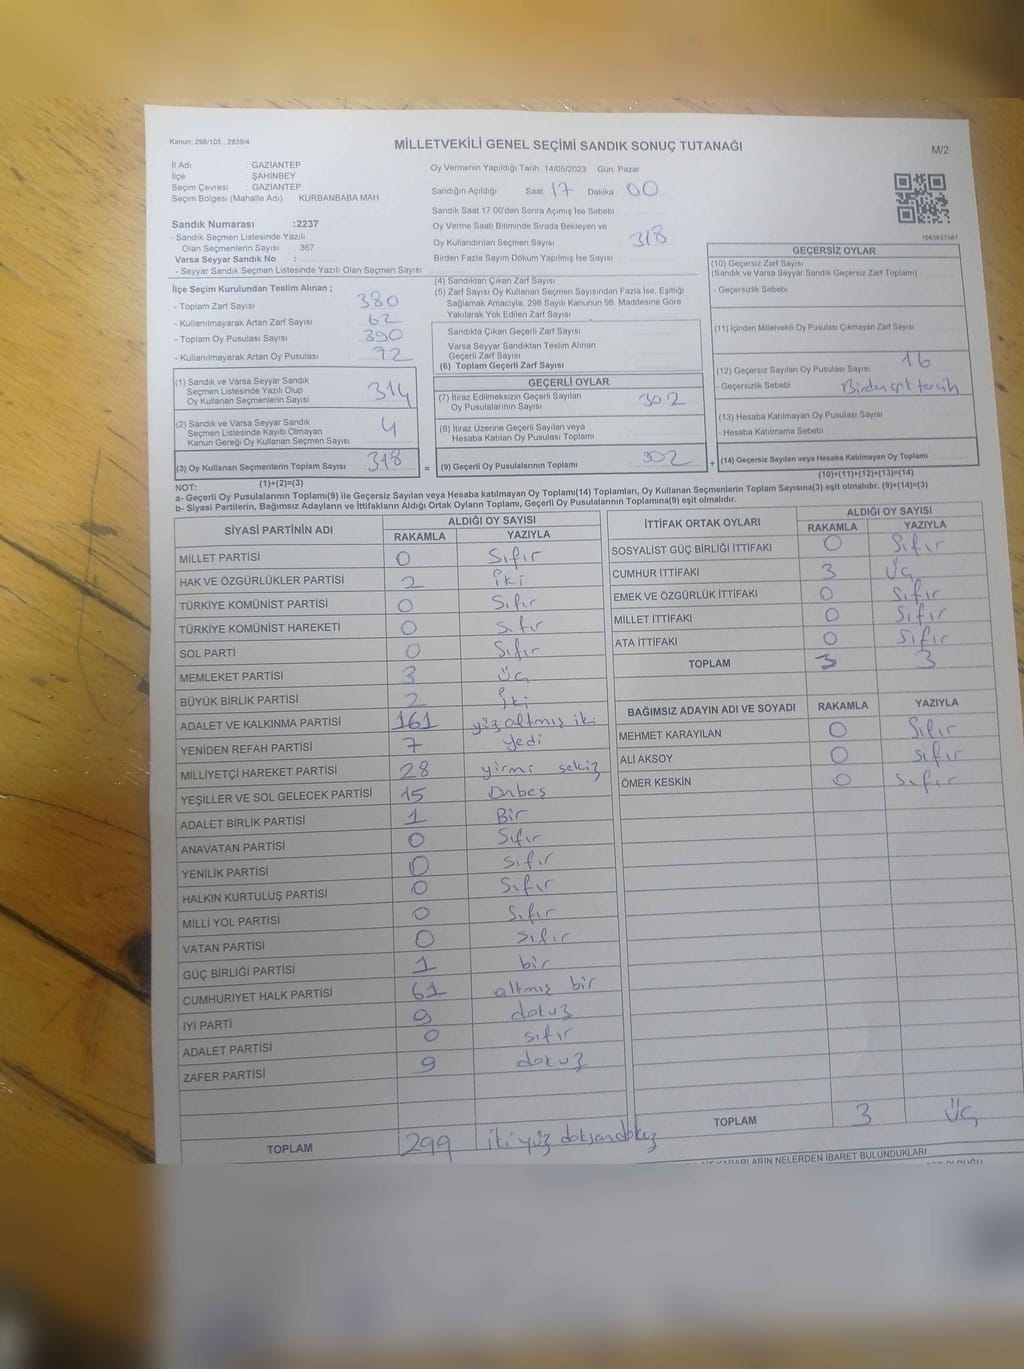 Kanun: 298/105 , 2839/4
MİLLETVEKİLİ GENEL SEÇİMİ SANDIK SONUÇ TUTANAĞI
M/2
İl Adı : GAZİANTEP
İlçe : ŞAHİNBEY
Seçim Çevresi : GAZİANTEP
Seçim Bölgesi (Mahalle Adı) KURBANBABA MAH
Sandık Numarası :2237
- Sandık Seçmen Listesinde Yazılı
Olan Seçmenlerin Sayısı : 367
Varsa Seyyar Sandık No :
- Seyyar Sandık Seçmen Listesinde Yazılı Olan Seçmen Sayısı
Oy Vermenin Yapıldığı Tarih 14/05/2023 Gün: Pazar
Sandığın Açıldığı Saat 17 Dakika 00
Sandık Saat 17.00'den Sonra Açımış İse Sebebi
Oy Verme Saati Bitiminde Sırada Bekleyen ve
Oy Kullandırılan Seçmen Sayısı 318
Birden Fazla Sayım Döküm Yapılmış İse Sayısı
1083037587
İlçe Seçim Kurulundan Teslim Alınan ;
- Toplam Zarf Sayısı 380
- Kullanılmayarak Artan Zarf Sayısı 62
- Toplam Oy Pusulası Sayısı 390
- Kullanılmayarak Artan Oy Pusulası 72
(1) Sandık ve Varsa Seyyar Sandık
Seçmen Listesinde Yazılı Olup
Oy Kullanan Seçmenlerin Sayısı 314
(2) Sandık ve Varsa Seyyar Sandık
Seçmen Listesinde Kayıtlı Olmayan
Kanun Gereği Oy Kullanan Seçmen Sayısı 4
(3) Oy Kullanan Seçmenlerin Toplam Sayısı 318
(1)+(2)=(3)
(4) Sandıktan Çıkan Zarf Sayısı
(5) Zarf Sayısı Oy Kullanan Seçmen Sayısından Fazla İse, Eşitliği
Sağlamak Amacıyla, 298 Sayılı Kanunun 98. Maddesine Göre
Yakılarak Yok Edilen Zarf Sayısı
Sandıkta Çıkan Geçerli Zarf Sayısı
Varsa Seyyar Sandıktan Teslim Alınan
Geçerli Zarf Sayısı
(6) Toplam Geçerli Zarf Sayısı
GEÇERLİ OYLAR
(7) İtiraz Edilmeksizin Geçerli Sayılan
Oy Pusulalarının Sayısı 302
(8) İtiraz Üzerine Geçerli Sayılan veya
Hesaba Katılan Oy Pusulası Toplamı
= (9) Geçerli Oy Pusulalarının Toplamı 302 +
GEÇERSİZ OYLAR
(10) Geçersiz Zarf Sayısı
(Sandık ve Varsa Seyyar Sandık Geçersiz Zarf Toplamı)
- Geçersizlik Sebebi
(11) İçinden Milletvekili Oy Pusulası Çıkmayan Zarf Sayısı
(12) Geçersiz Sayılan Oy Pusulası Sayısı 16
- Geçersizlik Sebebi Birden çok tercih
(13) Hesaba Katılmayan Oy Pusulası Sayısı
- Hesaba Katılmama Sebebi
(14) Geçersiz Sayılan veya Hesaba Katılmayan Oy Toplamı
(10)+(11)+(12)+(13)=(14)
NOT:
a- Geçerli Oy Pusulalarının Toplamı(9) ile Geçersiz Sayılan veya Hesaba katılmayan Oy Toplamı(14) Toplamları, Oy Kullanan Seçmenlerin Toplam Sayısına(3) eşit olmalıdır. (9)+(14)=(3)
b- Siyasi Partilerin, Bağımsız Adayların ve İttifakların Aldığı Ortak Oyların Toplamı, Geçerli Oy Pusulalarının Toplamına(9) eşit olmalıdır.
SİYASİ PARTİNİN ADI ALDIĞI OY SAYISI
RAKAMLA YAZIYLA
MİLLET PARTİSİ 0 Sıfır
HAK VE ÖZGÜRLÜKLER PARTİSİ 2 iki
TÜRKİYE KOMÜNİST PARTİSİ 0 Sıfır
TÜRKİYE KOMÜNİST HAREKETİ 0 Sıfır
SOL PARTİ 0 Sıfır
MEMLEKET PARTİSİ 3 üç
BÜYÜK BİRLİK PARTİSİ 2 iki
ADALET VE KALKINMA PARTİSİ 161 yüz altmış iki
YENİDEN REFAH PARTİSİ 7 yedi
MİLLİYETÇİ HAREKET PARTİSİ 28 yirmi sekiz
YEŞİLLER VE SOL GELECEK PARTİSİ 15 Onbeş
ADALET BİRLİK PARTİSİ 1 Bir
ANAVATAN PARTİSİ 0 Sıfır
YENİLİK PARTİSİ 0 sıfır
HALKIN KURTULUŞ PARTİSİ 0 Sıfır
MİLLİ YOL PARTİSİ 0 Sıfır
VATAN PARTİSİ 0 sıfır
GÜÇ BİRLİĞİ PARTİSİ 1 bir
CUMHURİYET HALK PARTİSİ 61 altmış bir
İYİ PARTİ 9 dokuz
ADALET PARTİSİ 0 sıfır
ZAFER PARTİSİ 9 dokuz
TOPLAM 299 iki yüz doksandokuz
İTTİFAK ORTAK OYLARI ALDIĞI OY SAYISI
RAKAMLA YAZIYLA
SOSYALİST GÜÇ BİRLİĞİ İTTİFAKI 0 Sıfır
CUMHUR İTTİFAKI 3 üç
EMEK VE ÖZGÜRLÜK İTTİFAKI 0 Sıfır
MİLLET İTTİFAKI 0 Sıfır
ATA İTTİFAKI 0 Sıfır
TOPLAM 3 3
BAĞIMSIZ ADAYIN ADI VE SOYADI RAKAMLA YAZIYLA
MEHMET KARAYILAN 0 Sıfır
ALİ AKSOY 0 sıfır
ÖMER KESKİN 0 sıfır
TOPLAM 3 üç
KARARLARIN NELERDEN İBARET BULUNDUKLARI